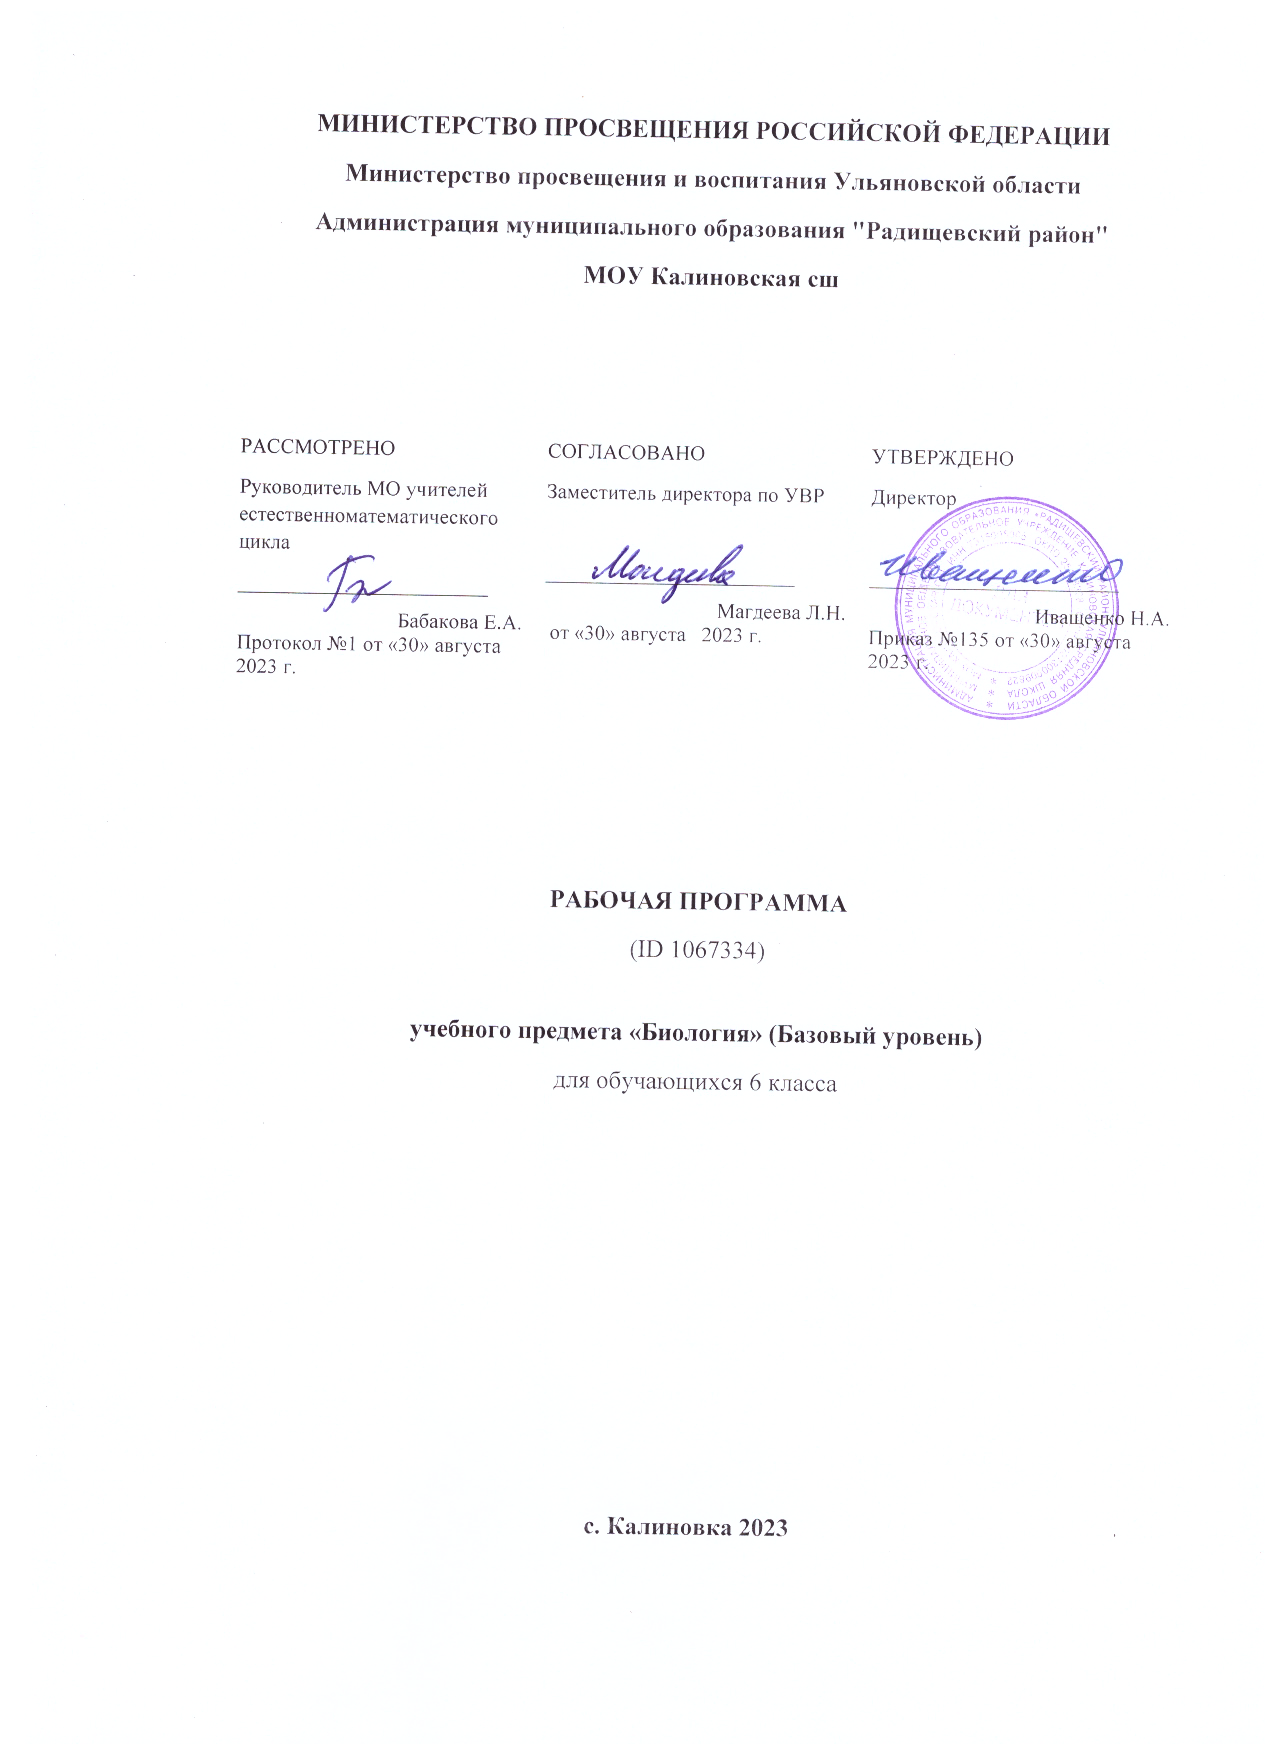 МИНИСТЕРСТВО ПРОСВЕЩЕНИЯ РОССИЙСКОЙ ФЕДЕРАЦИИ
Министерство просвещения и воспитания Ульяновской области
Администрация муниципального образования "Радищевский район"
МОУ Калиновская сш
РАССМОТРЕНО
Руководитель МО учителей
естественноматематического
цикла
Бабакова Е.А.
Протокол №1 от «30» августа
2023 г.
СОГЛАСОВАНО
Заместитель директора по УВР
Магдеева Л.Н.
от «30» августа 2023 г.
УТВЕРЖДЕНО
Директор
Иващенко
Иващенко Н.А.
Приказ №135 от «30» августа
2023 г.
РАБОЧАЯ ПРОГРАММА
(ID 1067334)
учебного предмета «Биология» (Базовый уровень)
для обучающихся 6 класса
с. Калиновка 2023